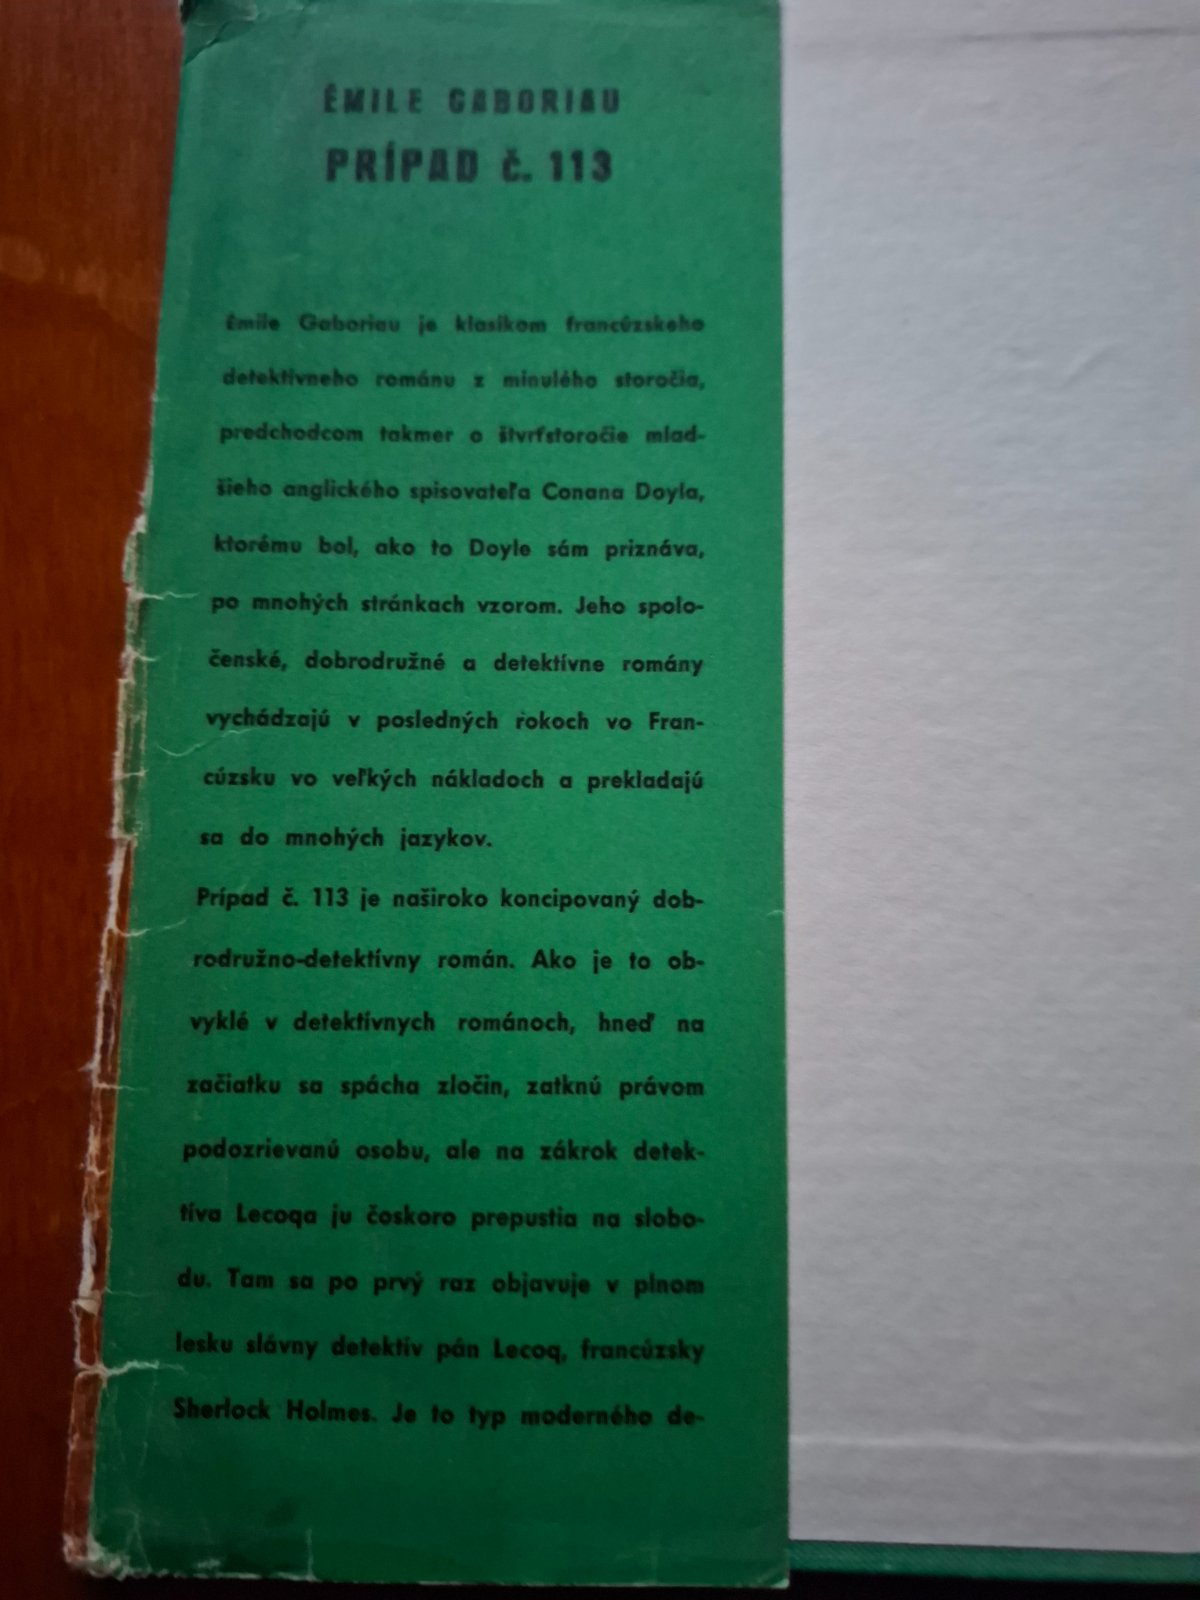 ÉMILE GABORIAU
PRÍPAD č. 113
Émile Gaboriau je klasikom francúzskeho
detektívneho románu z minulého storočia,
predchodcom takmer o štvrťstoročie mlad-
šieho anglického spisovateľa Conana Doyla,
ktorému bol, ako to Doyle sám priznáva,
po mnohých stránkach vzorom. Jeho spolo-
čenské, dobrodružné a detektívne romány
vychádzajú v posledných rokoch vo Fran-
cúzsku vo veľkých nákladoch a prekladajú
sa do mnohých jazykov.
Prípad č. 113 je naširoko koncipovaný dob-
rodružno-detektívny román. Ako je to ob-
vyklé v detektívnych románoch, hneď na
začiatku sa spácha zločin, zatknú právom
podozrievanú osobu, ale na zákrok detek-
tíva Lecoqa ju čoskoro prepustia na slobo-
du. Tam sa po prvý raz objavuje v plnom
lesku slávny detektív pán Lecoq, francúzsky
Sherlock Holmes. Je to typ moderného de-